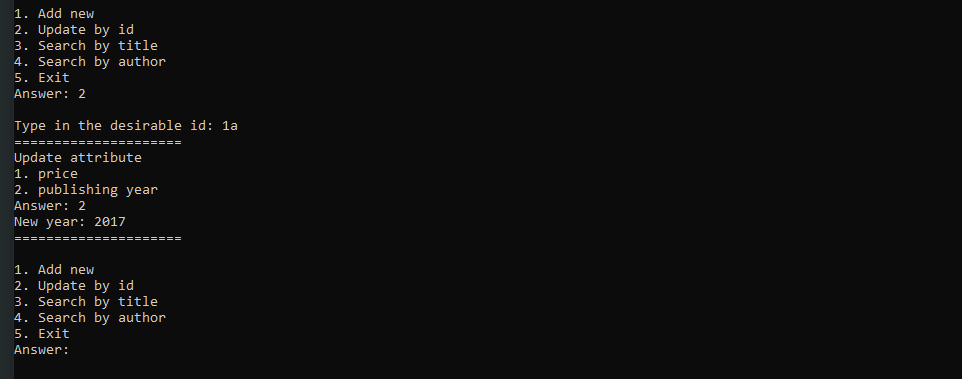 1. Add new
2. Update by id
3. Search by title
4. Search by author
5. Exit
Answer: 2
Type in the desirable id: 1a
=====================
Update attribute
1. price
2. publishing year
Answer: 2
New year: 2017
=====================
1. Add new
2. Update by id
3. Search by title
4. Search by author
5. Exit
Answer: